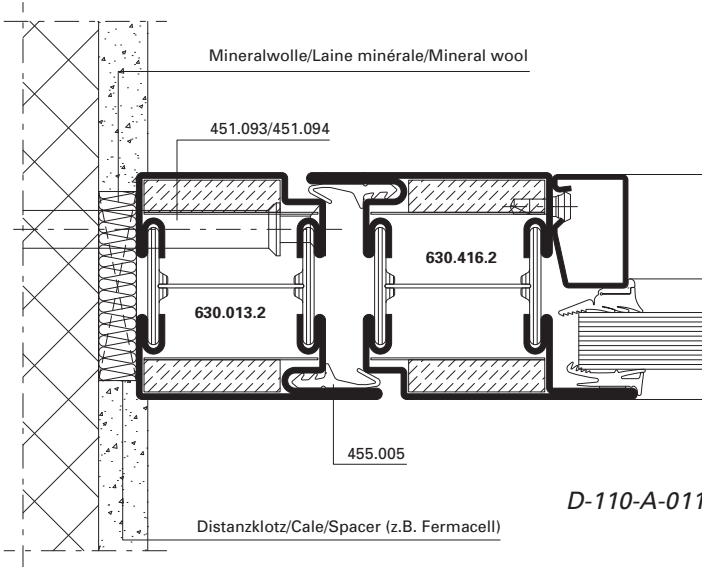 Mineralwolle/Laine minérale/Mineral wool
451.093/451.094
630.416.2
630.013.2
455.005
D-110-A-011
Distanzklotz/Cale/Spacer (z.B. Fermacell)